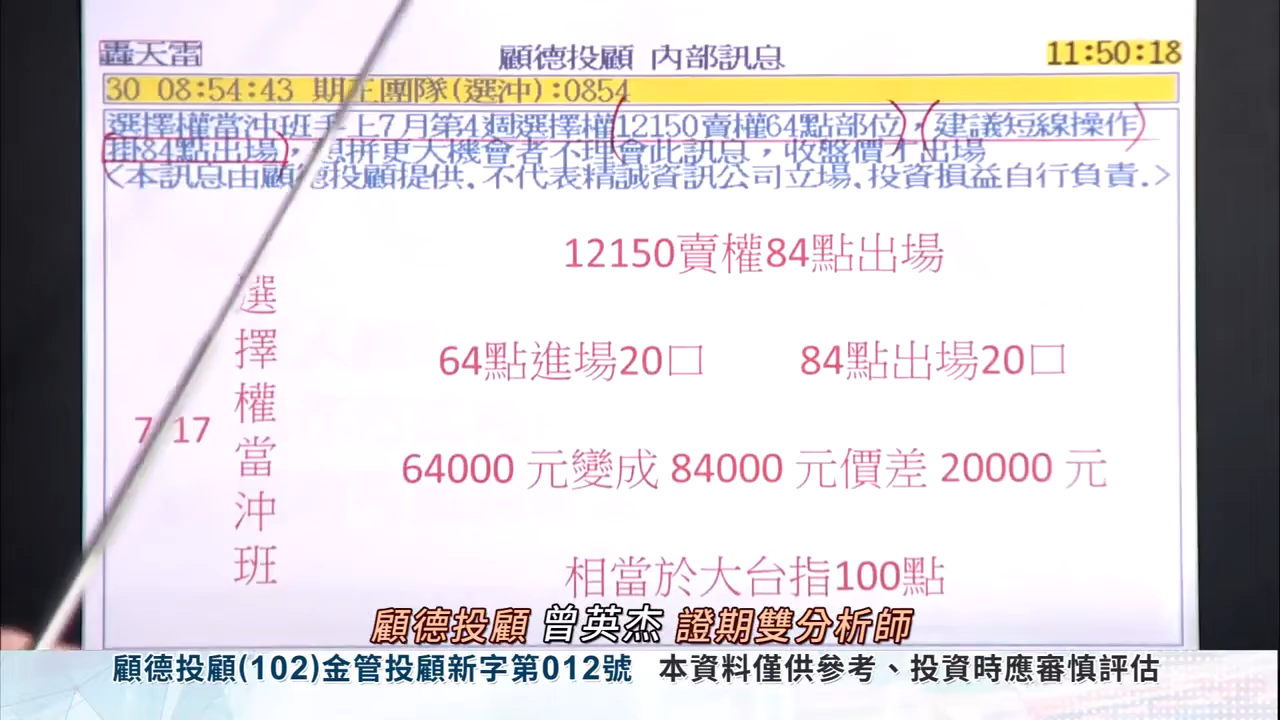 轟天雷 顧德投顧 內部訊息 11:50:18
30 08:54:43 期王團隊(選沖):0854
選擇權當沖班手上7月第4週選擇權12150賣權64點部位,建議短線操作
掛84點出場,想拼更大機會者不理會此訊息,收盤價才出場
<本訊息由顧德投顧提供.不代表精誠資訊公司立場.投資損益自行負責.>
12150賣權84點出場
64點進場20口 84點出場20口
7/17 選擇權當沖班
64000 元變成 84000 元價差 20000 元
相當於大台指100點
顧德投顧 曾英杰 證期雙分析師
顧德投顧(102)金管投顧新字第012號 本資料僅供參考、投資時應審慎評估